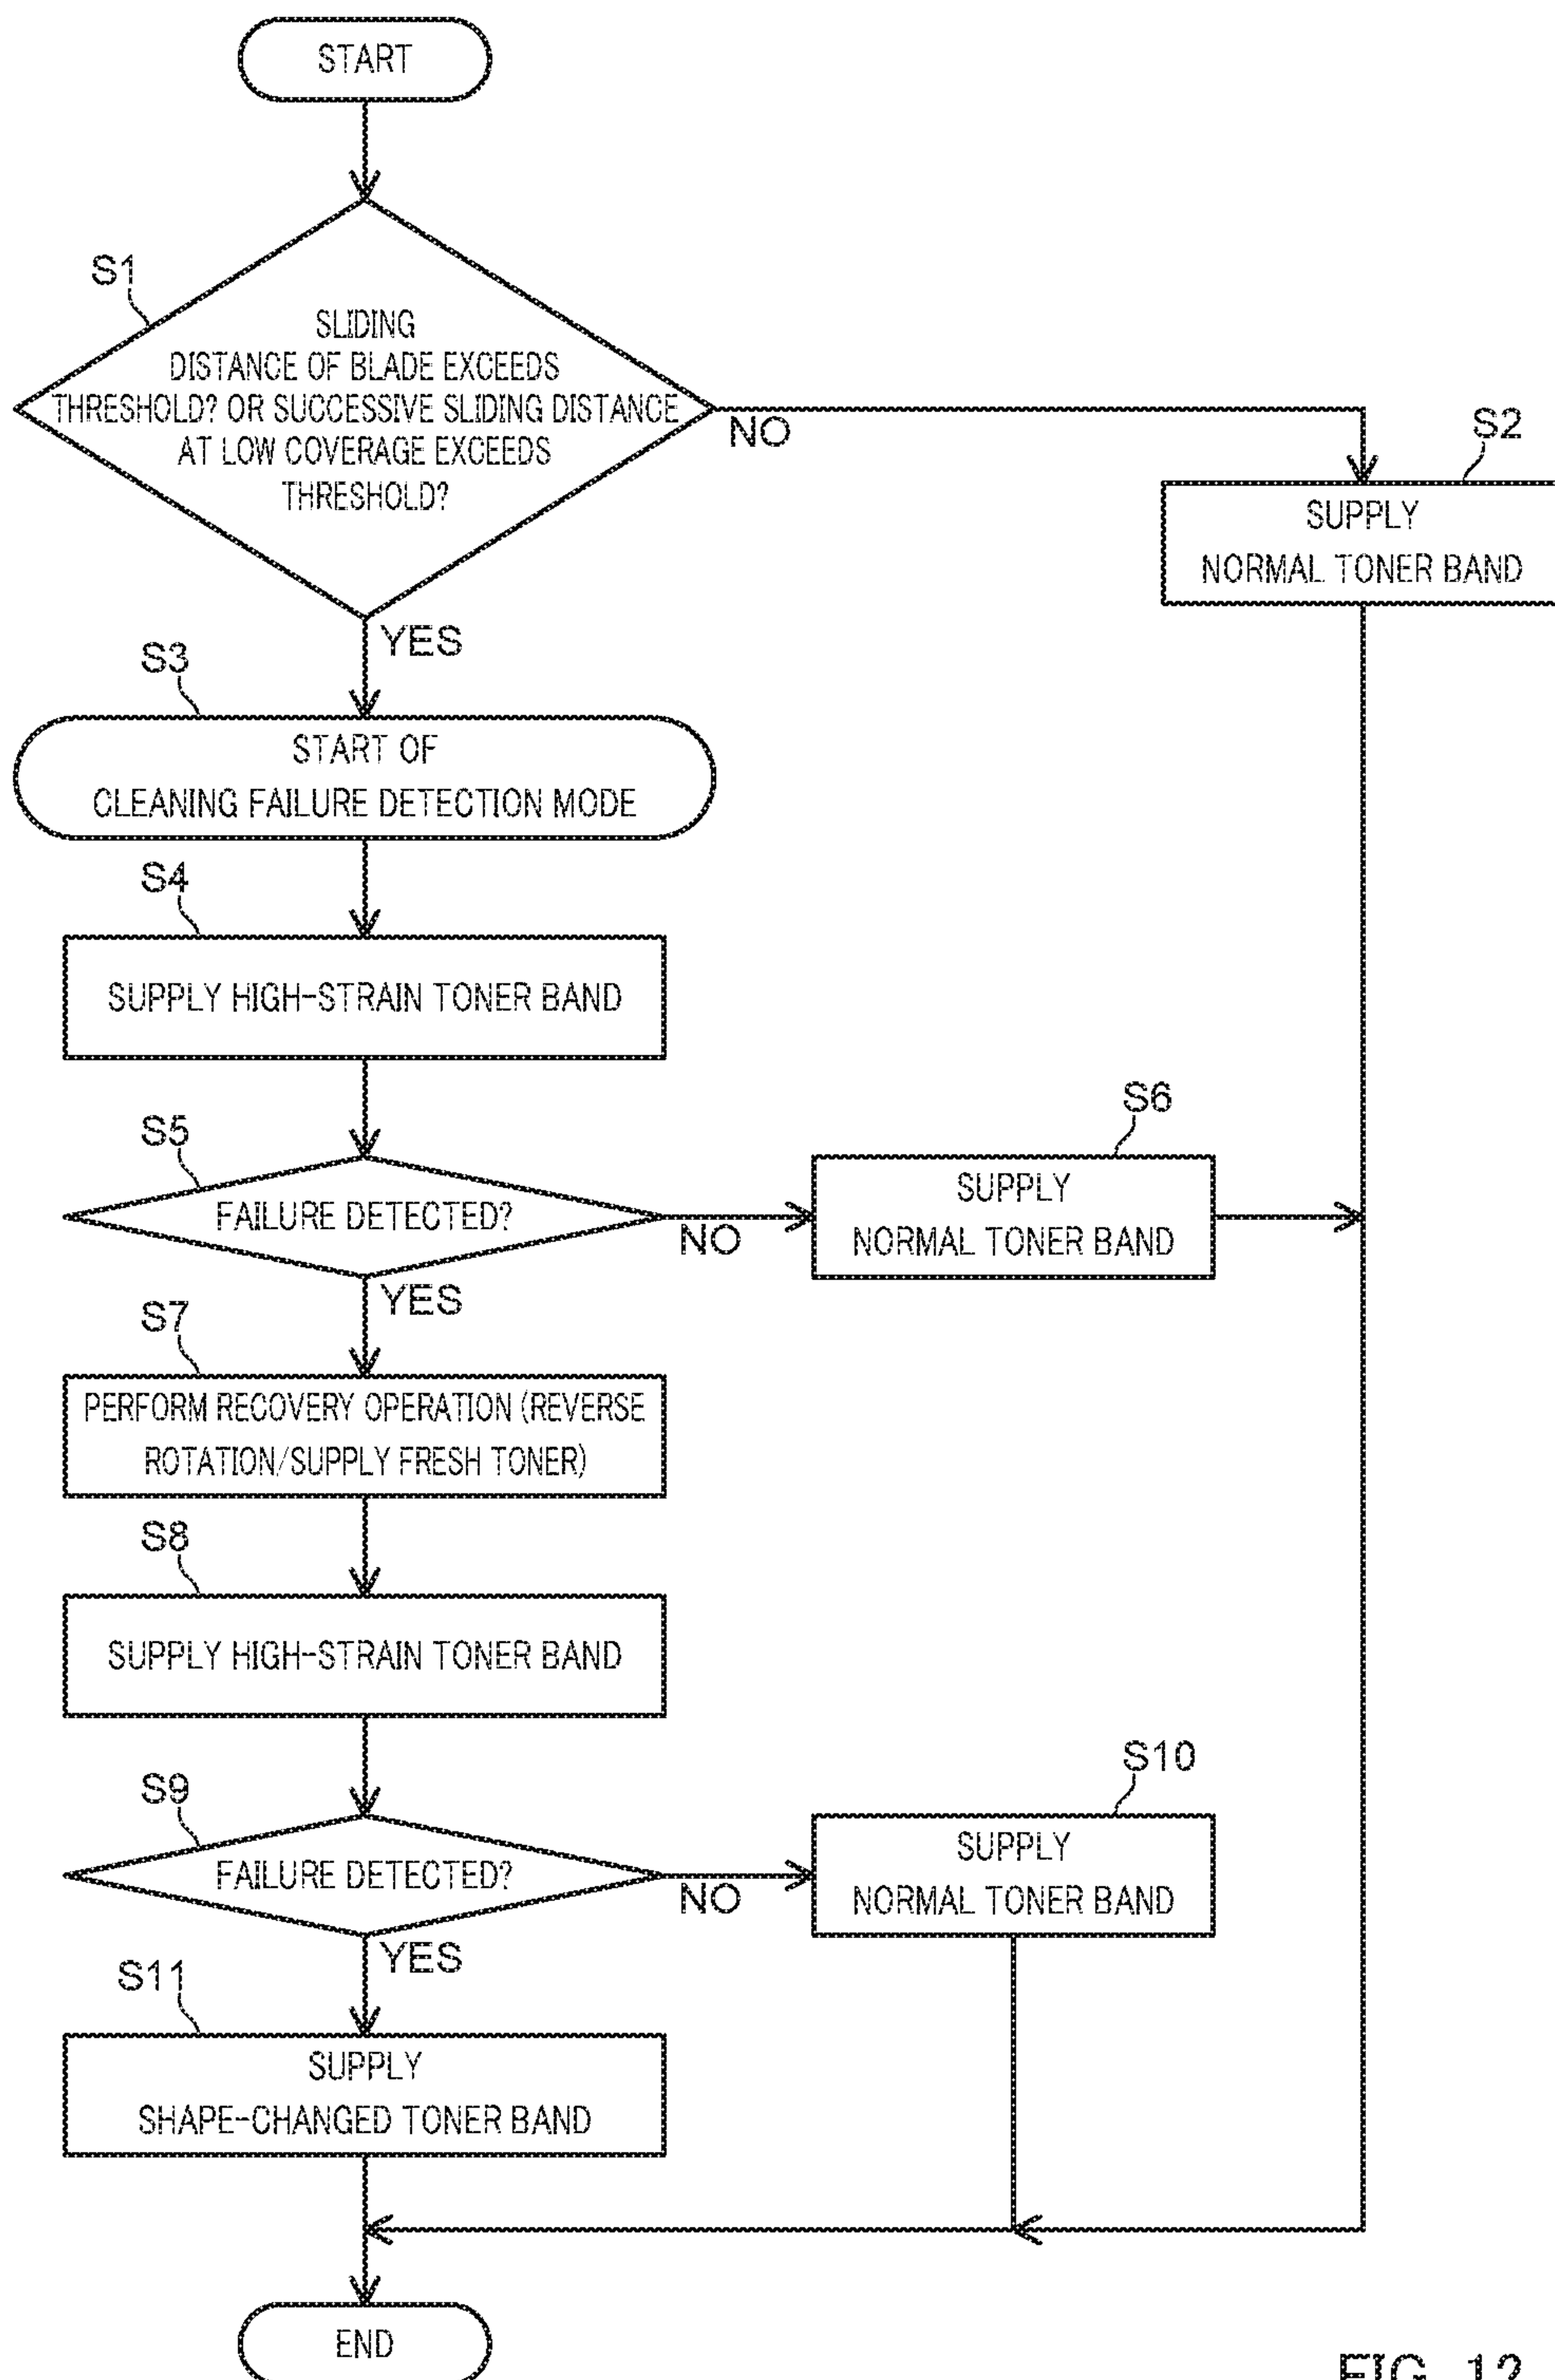 START
S1
SLIDING
DISTANCE OF BLADE EXCEEDS
THRESHOLD? OR SUCCESSIVE SLIDING DISTANCE
AT LOW COVERAGE EXCEEDS
THRESHOLD?
NO
S2
SUPPLY
NORMAL TONER BAND
YES
S3
START OF
CLEANING FAILURE DETECTION MODE
S4
SUPPLY HIGH-STRAIN TONER BAND
S5
FAILURE DETECTED?
NO
S6
SUPPLY
NORMAL TONER BAND
YES
S7
PERFORM RECOVERY OPERATION (REVERSE
ROTATION/SUPPLY FRESH TONER)
S8
SUPPLY HIGH-STRAIN TONER BAND
S9
FAILURE DETECTED?
NO
S10
SUPPLY
NORMAL TONER BAND
YES
S11
SUPPLY
SHAPE-CHANGED TONER BAND
END
FIG. 12